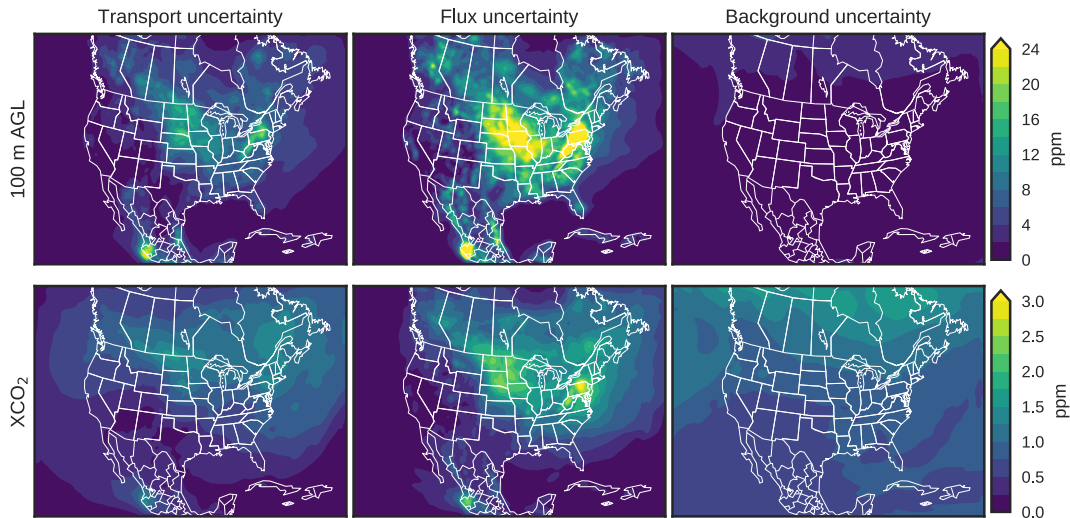 Transport uncertainty
Flux uncertainty
Background uncertainty
100 m AGL
24
20
16
12
8
4
0
ppm
XCO₂
3.0
2.5
2.0
1.5
1.0
0.5
0.0
ppm